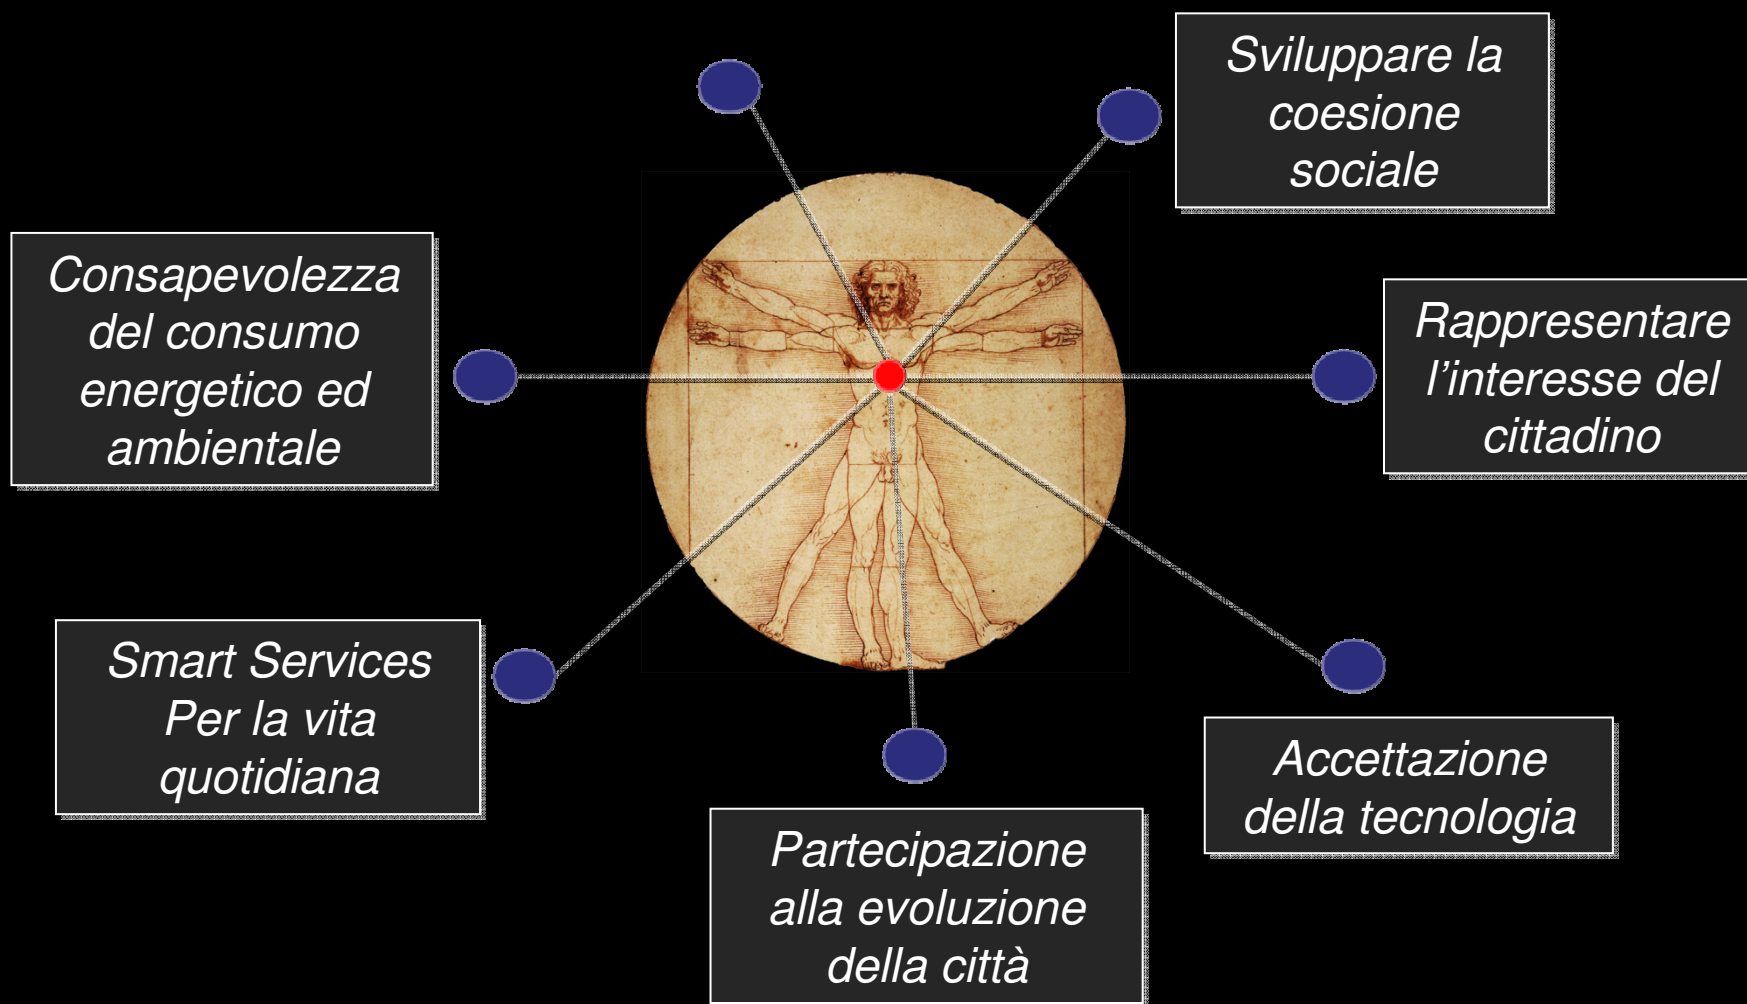 Sviluppare la
coesione
sociale
Consapevolezza
del consumo
energetico ed
ambientale
Rappresentare
l'interesse del
cittadino
Smart Services
Per la vita
quotidiana
Accettazione
della tecnologia
Partecipazione
alla evoluzione
della città